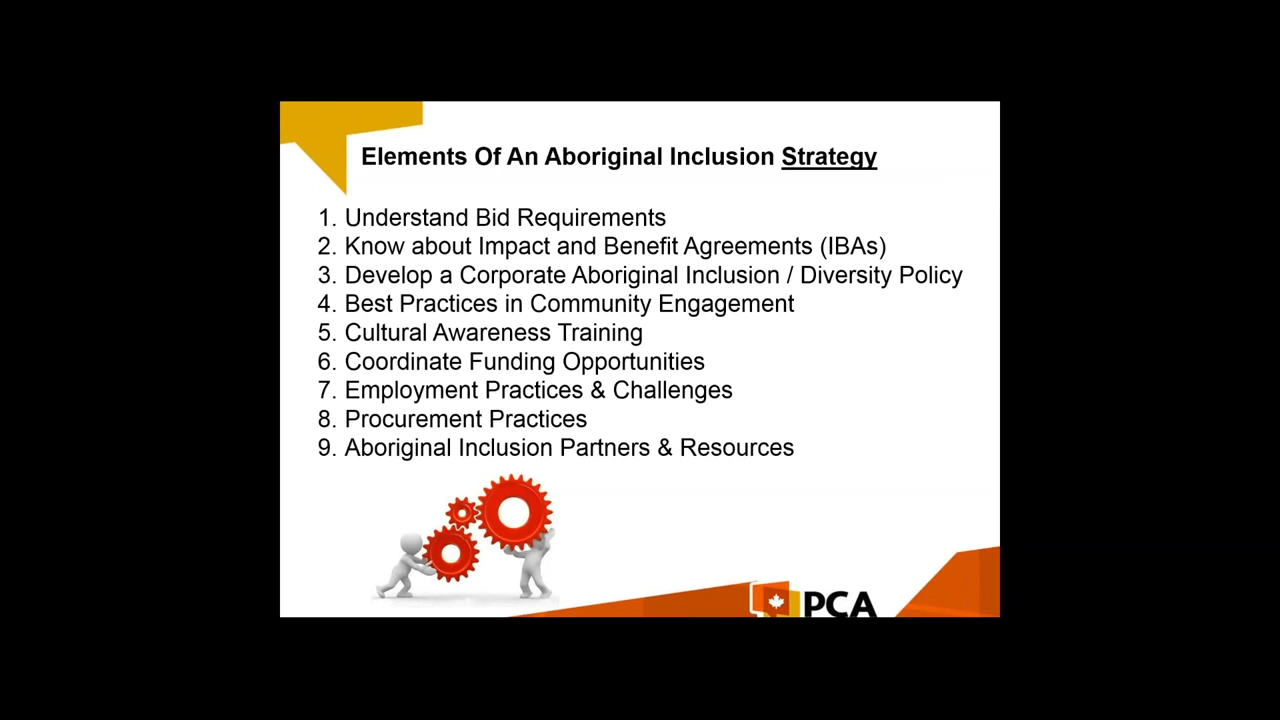 Elements Of An Aboriginal Inclusion Strategy
1. Understand Bid Requirements
2. Know about Impact and Benefit Agreements (IBAs)
3. Develop a Corporate Aboriginal Inclusion / Diversity Policy
4. Best Practices in Community Engagement
5. Cultural Awareness Training
6. Coordinate Funding Opportunities
7. Employment Practices & Challenges
8. Procurement Practices
9. Aboriginal Inclusion Partners & Resources
PCA